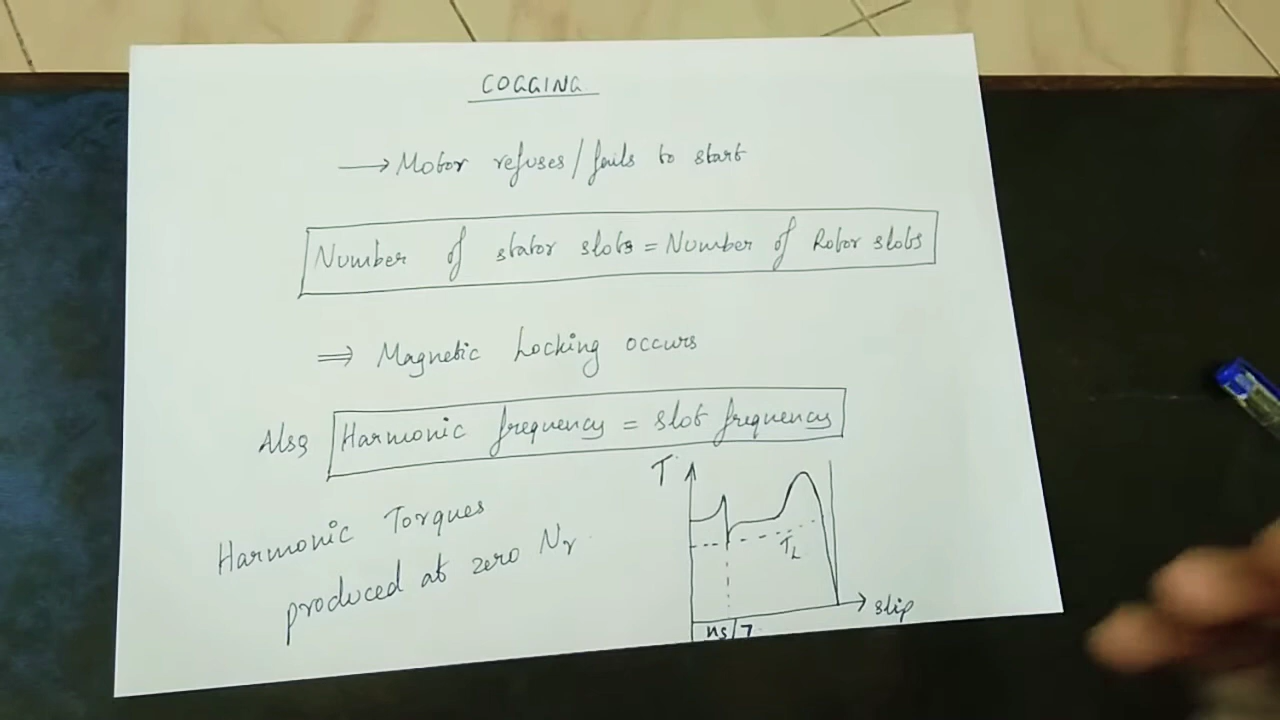 COGGING
→ Motor refuses/fails to start
Number of stator slots = Number of Rotor slots
⇒ Magnetic Locking occurs
Also Harmonic frequency = slot frequency
Harmonic Torques
produced at zero Nr
T
TL
slip
ns/7